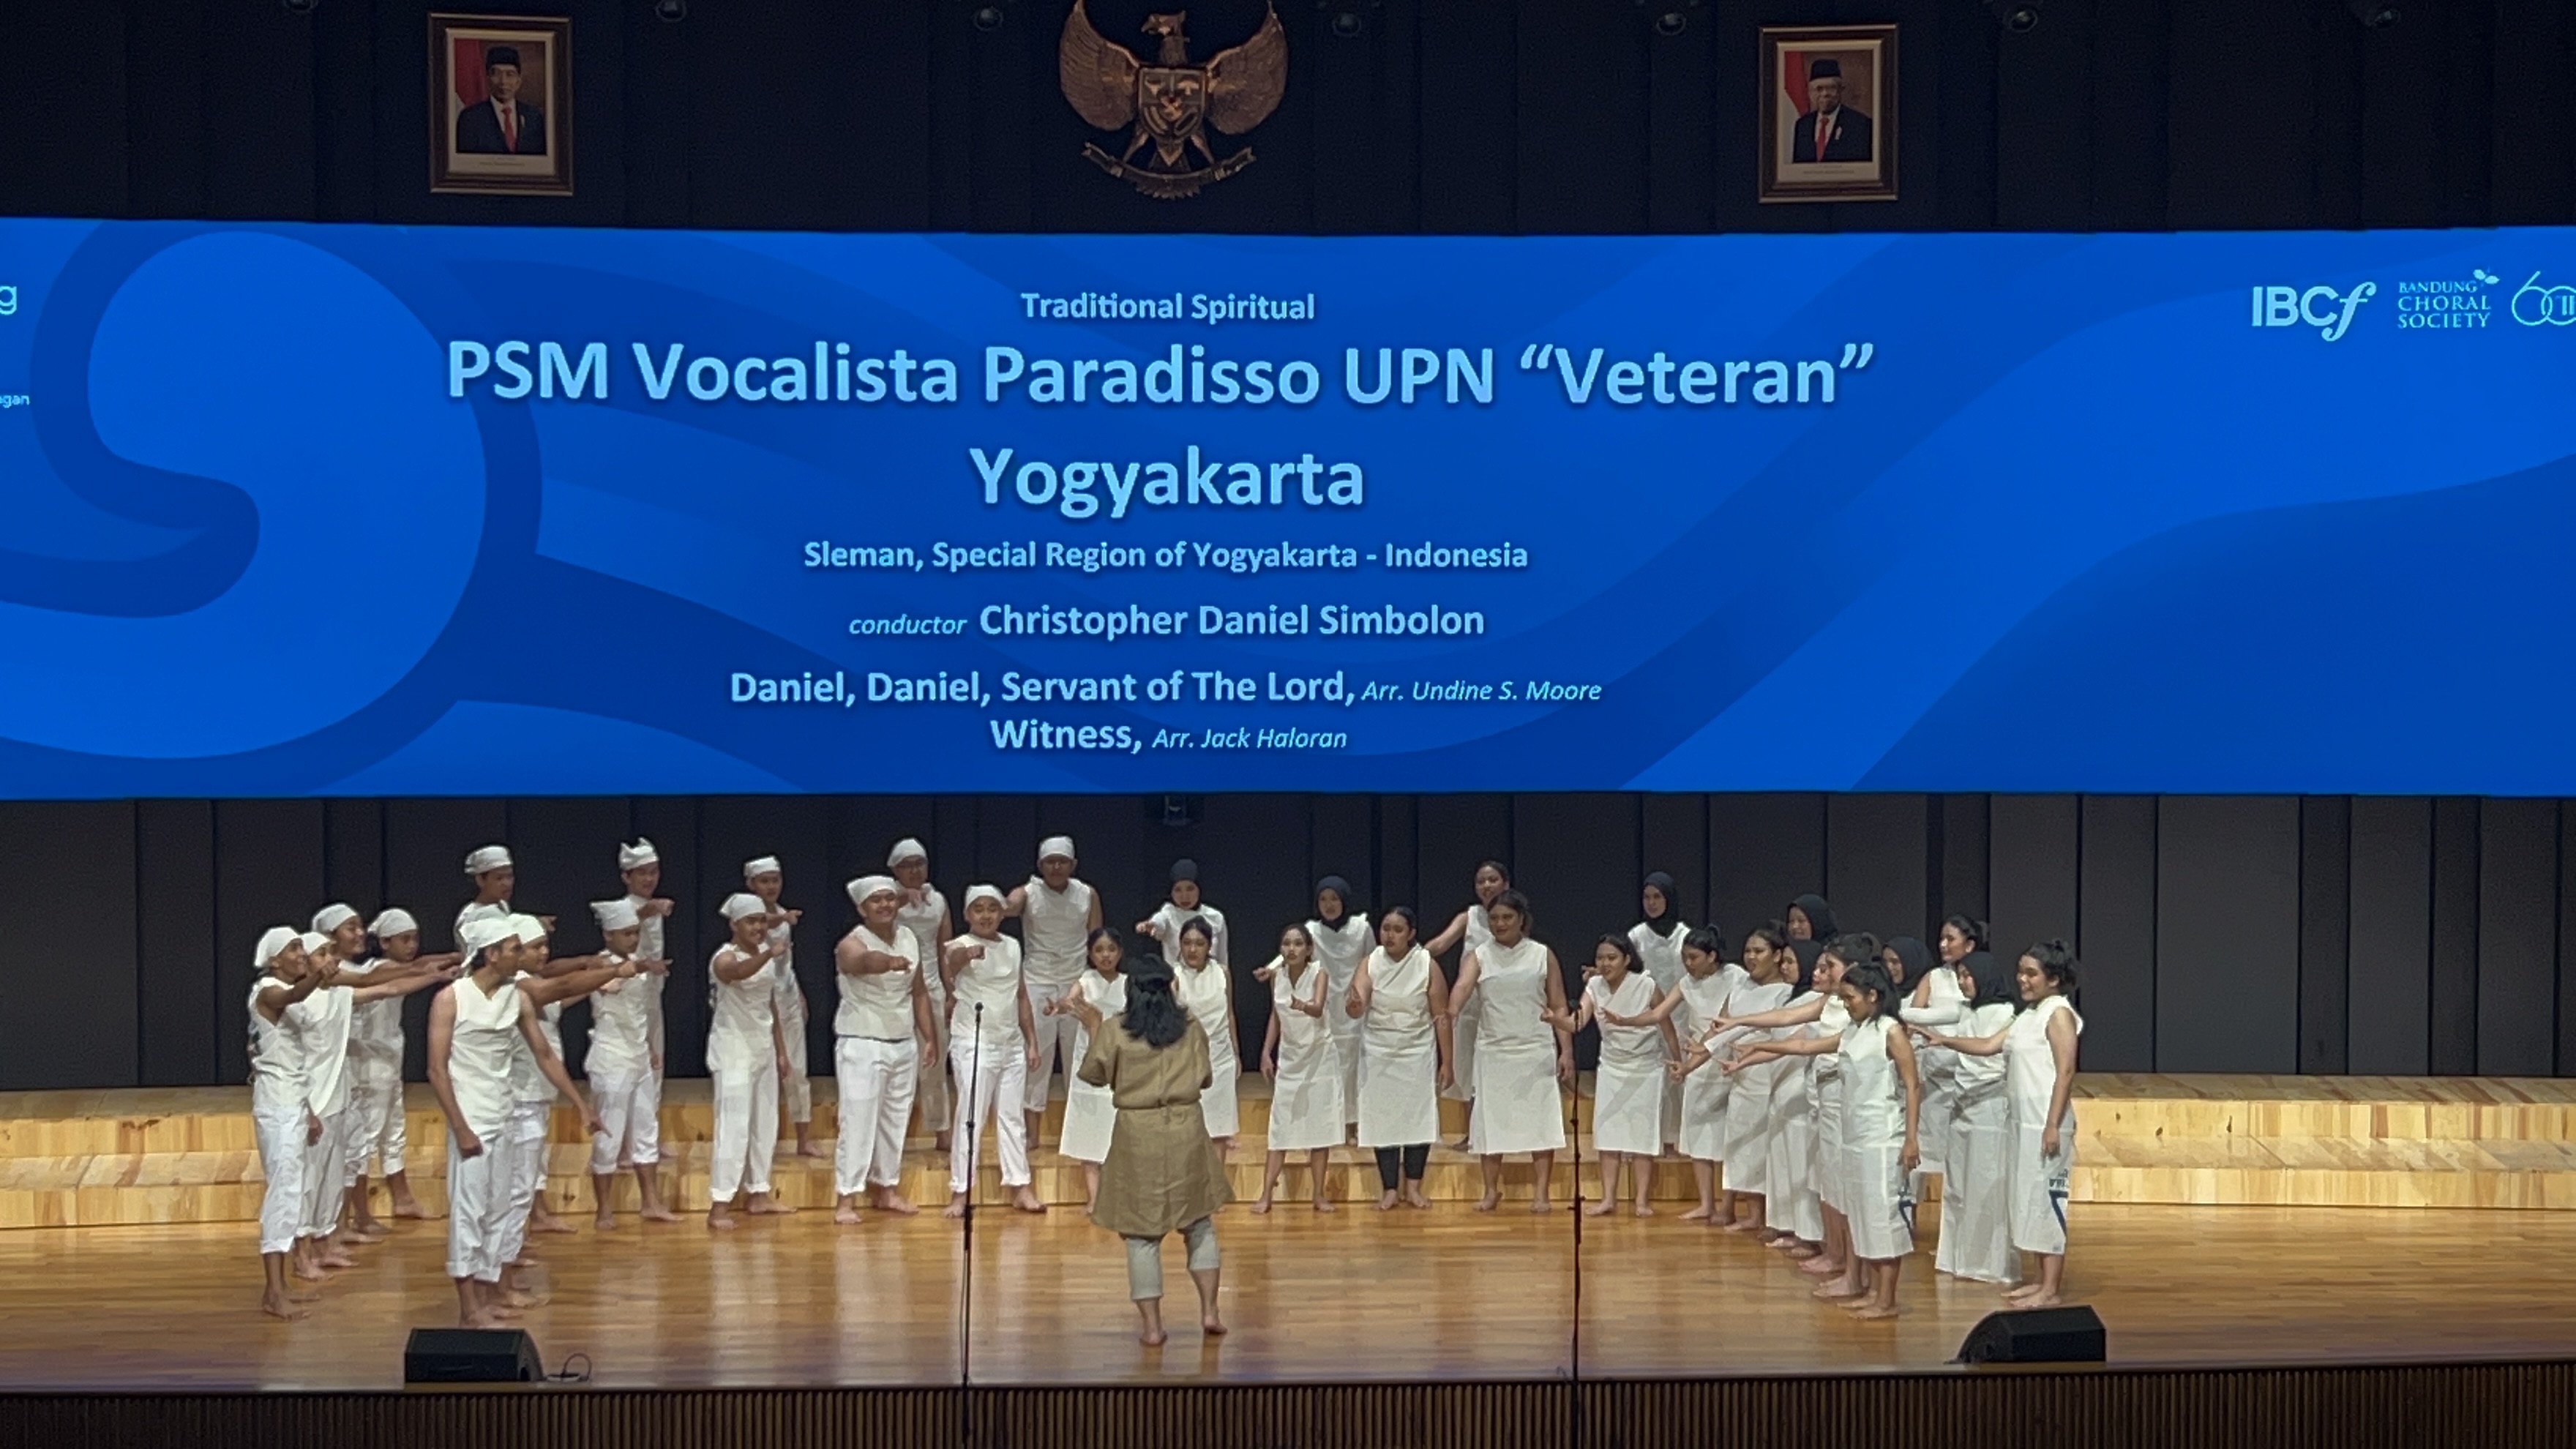 g
ngan
Traditional Spiritual
PSM Vocalista Paradisso UPN “Veteran”
Yogyakarta
Sleman, Special Region of Yogyakarta - Indonesia
conductor Christopher Daniel Simbolon
Daniel, Daniel, Servant of The Lord, Arr. Undine S. Moore
Witness, Arr. Jack Haloran
IBCf
BANDUNG
CHORAL
SOCIETY